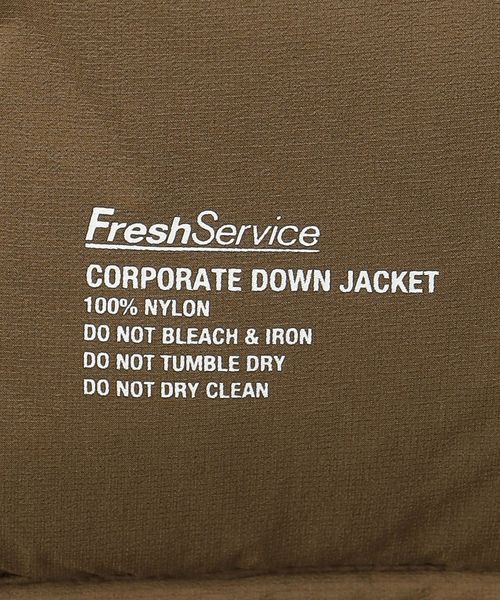 FreshService
CORPORATE DOWN JACKET
100% NYLON
DO NOT BLEACH & IRON
DO NOT TUMBLE DRY
DO NOT DRY CLEAN